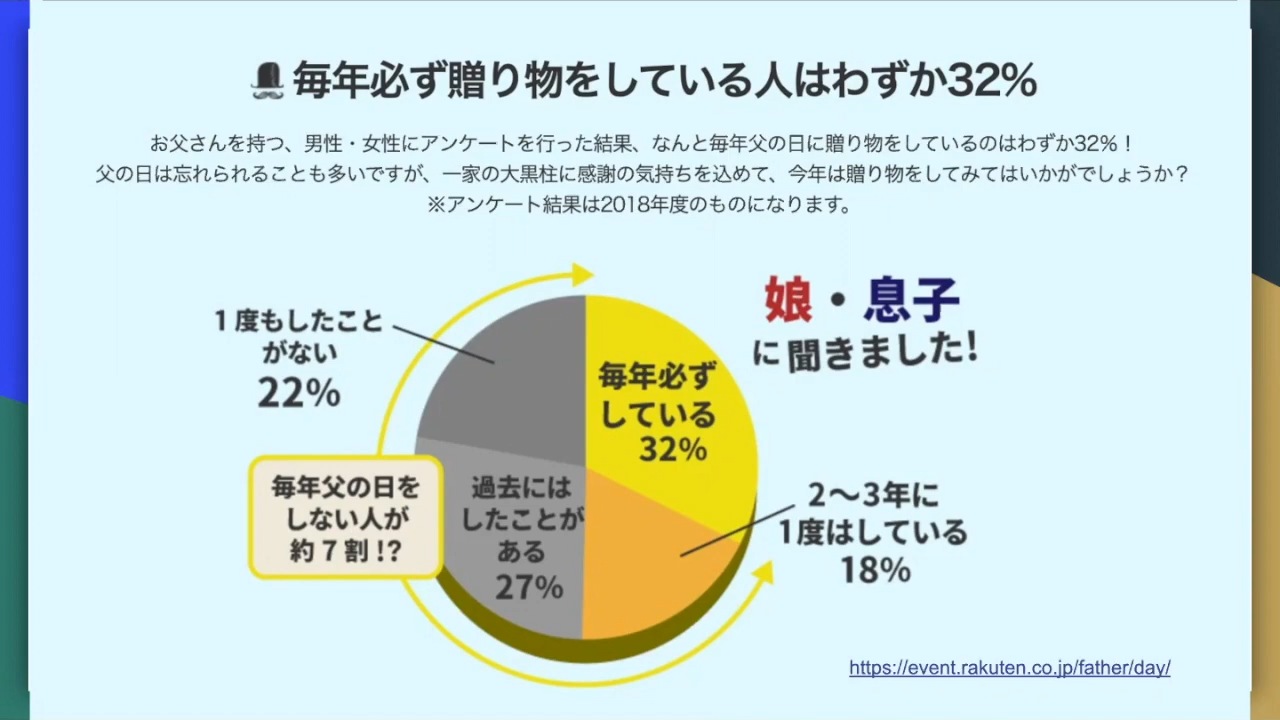 毎年必ず贈り物をしている人はわずか32%
お父さんを持つ、男性・女性にアンケートを行った結果、なんと毎年父の日に贈り物をしているのはわずか32%！
父の日は忘れられることも多いですが、一家の大黒柱に感謝の気持ちを込めて、今年は贈り物をしてみてはいかがでしょうか？
※アンケート結果は2018年度のものになります。
娘・息子
に聞きました!
1度もしたこと
がない
22%
毎年必ず
している
32%
毎年父の日を
しない人が
約7割!?
過去には
したことが
ある
27%
2〜3年に
1度はしている
18%
https://event.rakuten.co.jp/father/day/